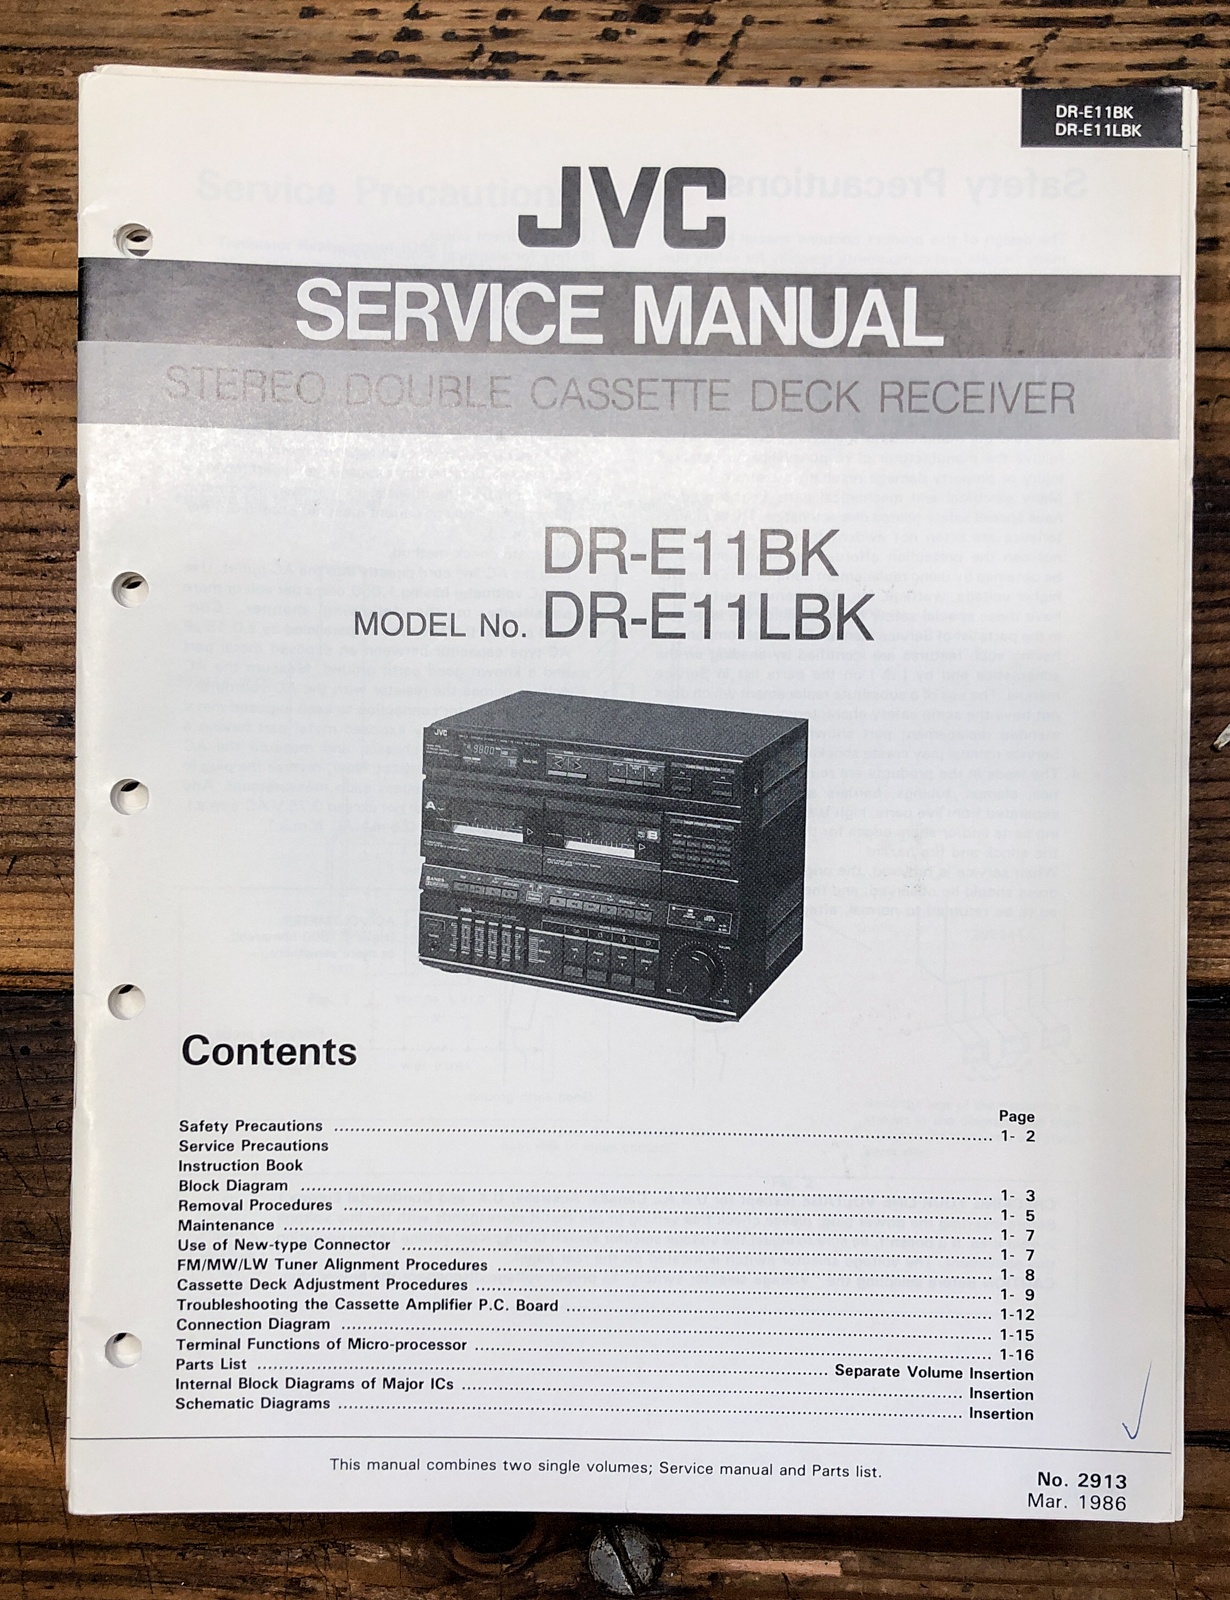 DR-E11BK
DR-E11LBK
JVC
SERVICE MANUAL
STEREO DOUBLE CASSETTE DECK RECEIVER
DR-E11BK
MODEL No. DR-E11LBK
JVC
A
B
Contents
Page
Safety Precautions ........ 1- 2
Service Precautions
Instruction Book
Block Diagram ........ 1- 3
Removal Procedures ........ 1- 5
Maintenance ........ 1- 7
Use of New-type Connector ........ 1- 7
FM/MW/LW Tuner Alignment Procedures ........ 1- 8
Cassette Deck Adjustment Procedures ........ 1- 9
Troubleshooting the Cassette Amplifier P.C. Board ........ 1-12
Connection Diagram ........ 1-15
Terminal Functions of Micro-processor ........ 1-16
Parts List ........ Separate Volume Insertion
Internal Block Diagrams of Major ICs ........ Insertion
Schematic Diagrams ........ Insertion
This manual combines two single volumes; Service manual and Parts list.
No. 2913
Mar. 1986